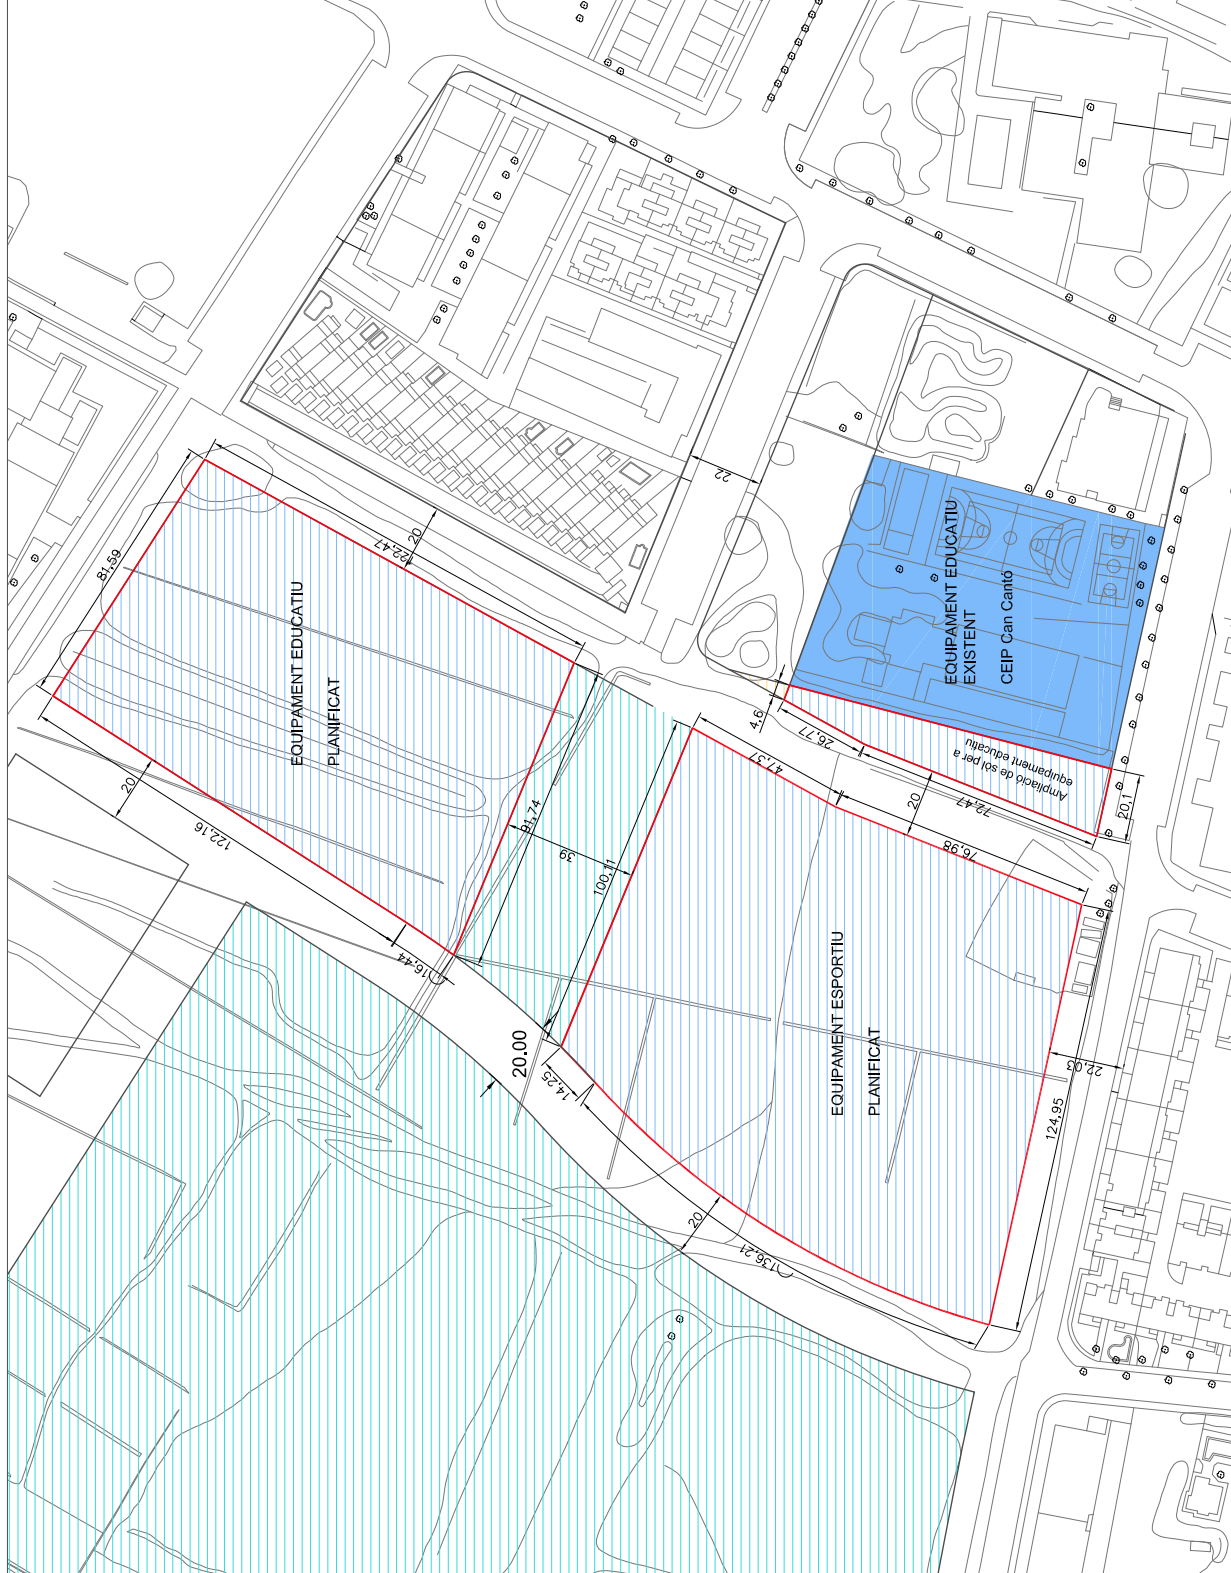 81,59
122,47
20
EQUIPAMENT EDUCATIU
PLANIFICAT
20
122,16
116,44
91,74
39
100,11
20.00
14,25
22
4,6
26,77
47,37
72,47
20
76,98
20,1
Ampliació de sòl per a
equipament educatiu
EQUIPAMENT EDUCATIU
EXISTENT
CEIP Can Cantó
EQUIPAMENT ESPORTIU
PLANIFICAT
22,03
124,95
20
136,21